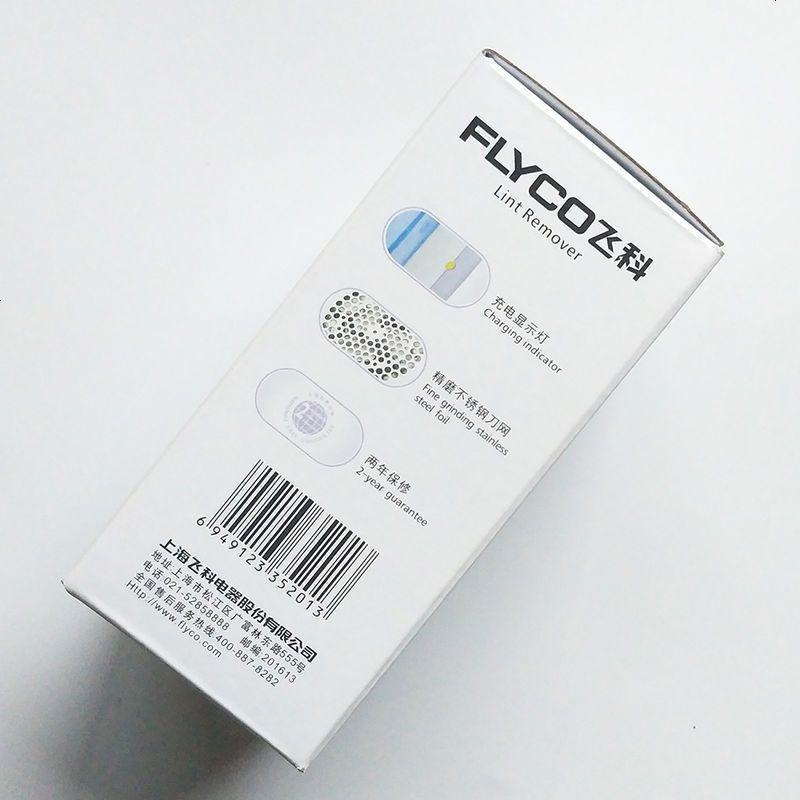 FLYCO飞科
Lint Remover
充电显示灯
Charging indicator
精磨不锈钢刀网
Fine grinding stainless
steel foil
两年保修
2-year guarantee
6 949123 352013
上海飞科电器股份有限公司
地址:上海市松江区广富林东路555号
电话:021-52858888 邮编:201613
全国售后服务热线:400-887-8282
Http://www.flyco.com